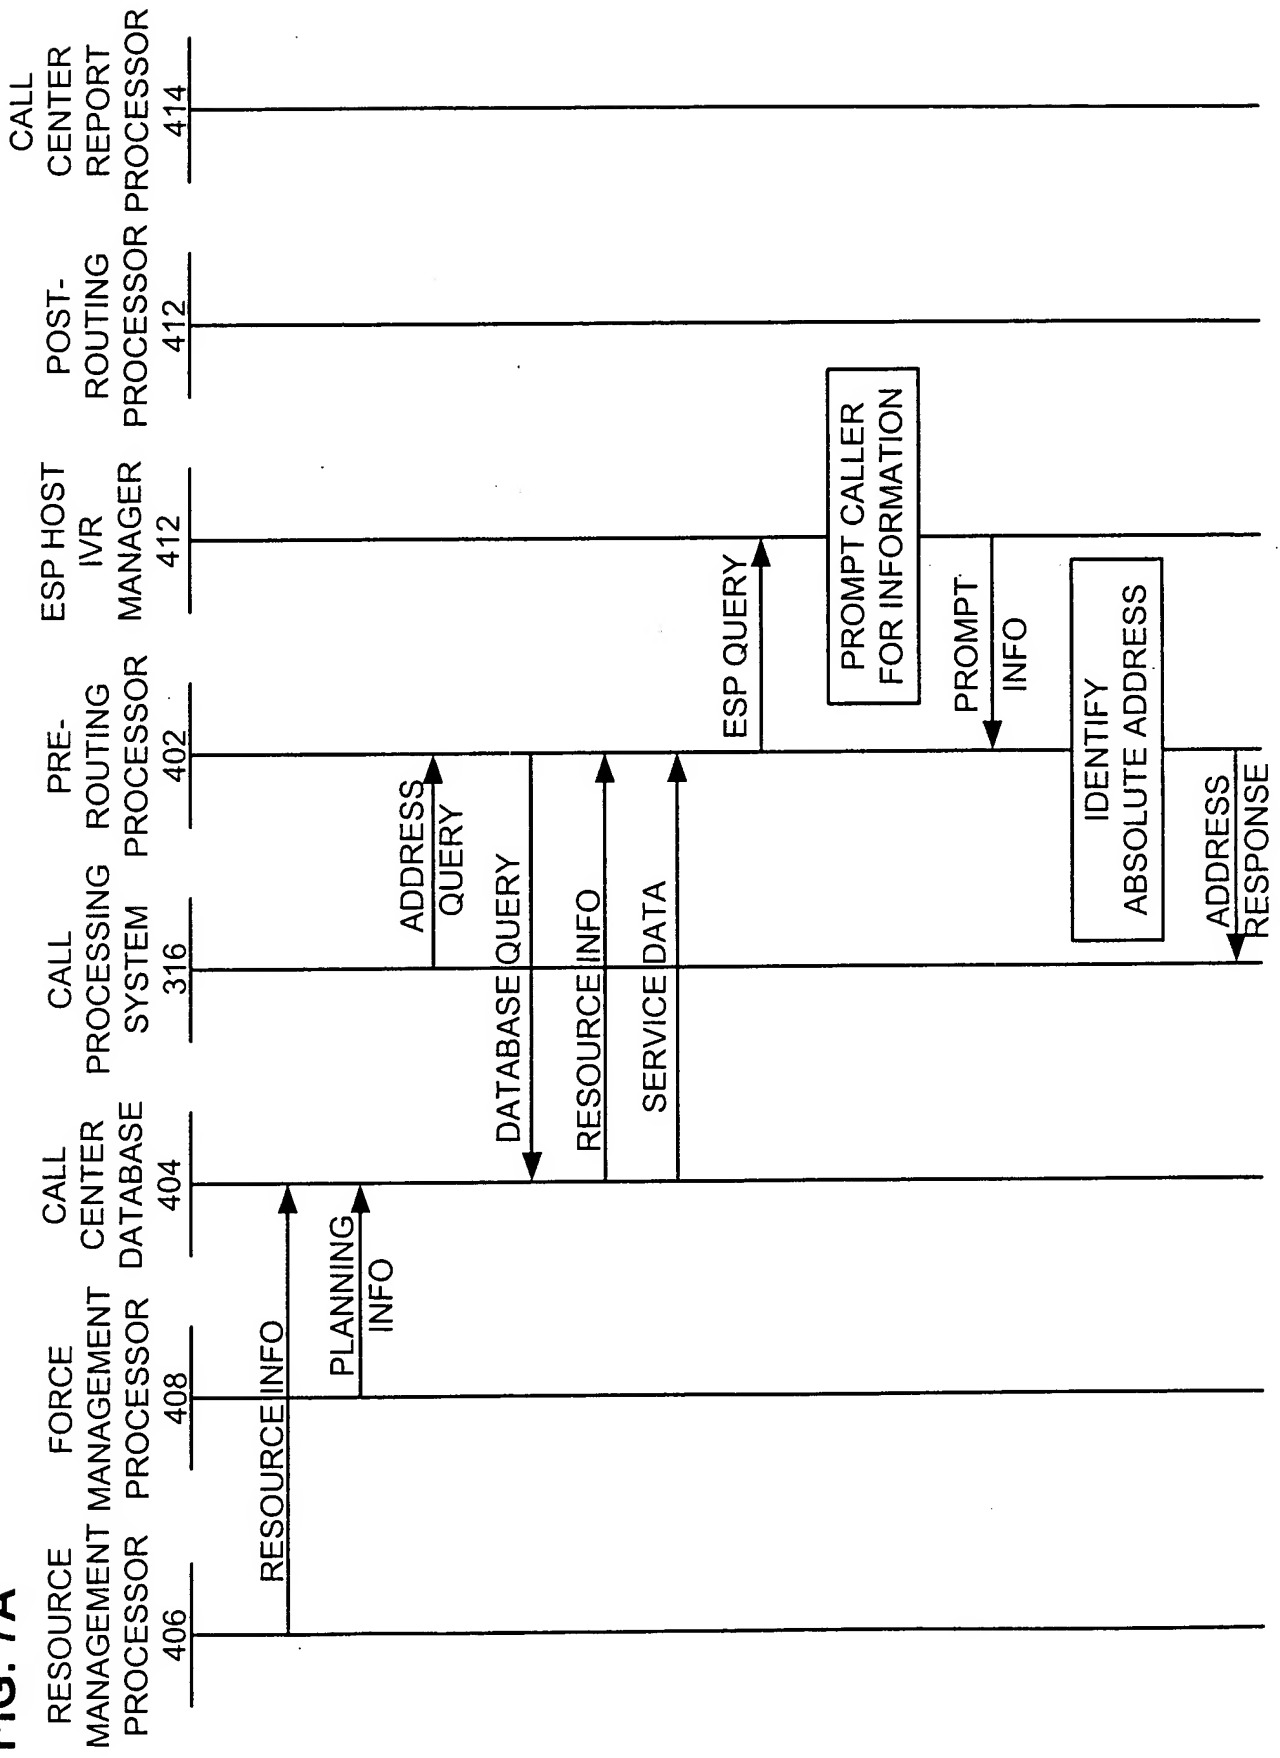 FIG. 7A
RESOURCE
MANAGEMENT
PROCESSOR
406
FORCE
MANAGEMENT
PROCESSOR
408
CALL
CENTER
DATABASE
404
CALL
PROCESSING
SYSTEM
316
PRE-
ROUTING
PROCESSOR
402
ESP HOST
IVR
MANAGER
412
POST-
ROUTING
PROCESSOR
412
CALL
CENTER
REPORT
PROCESSOR
414
RESOURCE INFO
PLANNING
INFO
ADDRESS
QUERY
DATABASE QUERY
RESOURCE INFO
SERVICE DATA
ESP QUERY
PROMPT CALLER
FOR INFORMATION
PROMPT
INFO
IDENTIFY
ABSOLUTE ADDRESS
ADDRESS
RESPONSE